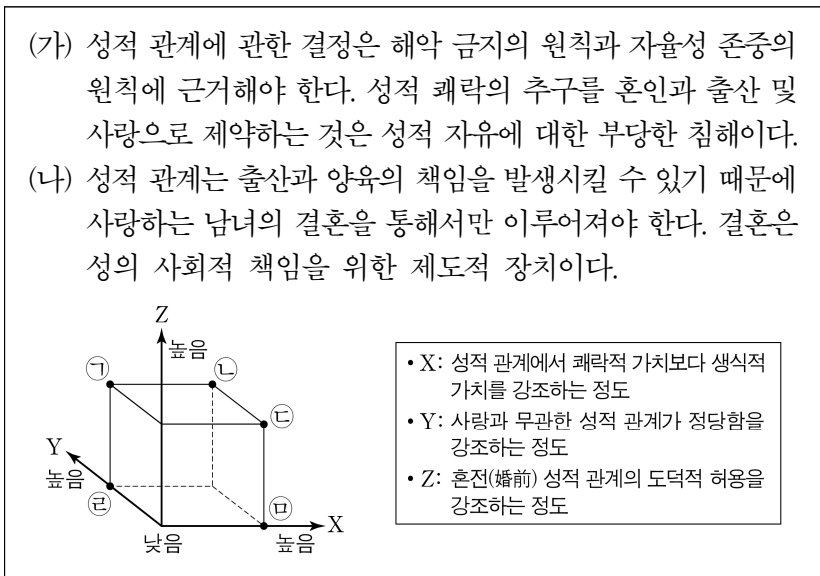 (가) 성적 관계에 관한 결정은 해악 금지의 원칙과 자율성 존중의
원칙에 근거해야 한다. 성적 쾌락의 추구를 혼인과 출산 및
사랑으로 제약하는 것은 성적 자유에 대한 부당한 침해이다.
(나) 성적 관계는 출산과 양육의 책임을 발생시킬 수 있기 때문에
사랑하는 남녀의 결혼을 통해서만 이루어져야 한다. 결혼은
성의 사회적 책임을 위한 제도적 장치이다.
Z
높음
㉠
㉡
㉢
Y
높음
㉣
㉤
X
낮음
높음
• X: 성적 관계에서 쾌락적 가치보다 생식적
가치를 강조하는 정도
• Y: 사랑과 무관한 성적 관계가 정당함을
강조하는 정도
• Z: 혼전(婚前) 성적 관계의 도덕적 허용을
강조하는 정도